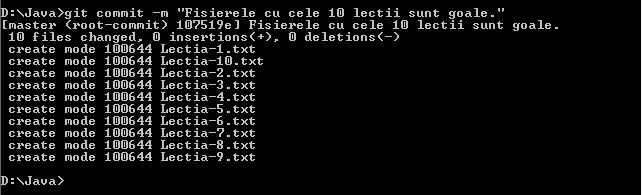 D:\Java>git commit -m "Fisierele cu cele 10 lectii sunt goale."
[master (root-commit) 107519e] Fisierele cu cele 10 lectii sunt goale.
 10 files changed, 0 insertions(+), 0 deletions(-)
 create mode 100644 Lectia-1.txt
 create mode 100644 Lectia-10.txt
 create mode 100644 Lectia-2.txt
 create mode 100644 Lectia-3.txt
 create mode 100644 Lectia-4.txt
 create mode 100644 Lectia-5.txt
 create mode 100644 Lectia-6.txt
 create mode 100644 Lectia-7.txt
 create mode 100644 Lectia-8.txt
 create mode 100644 Lectia-9.txt
D:\Java>